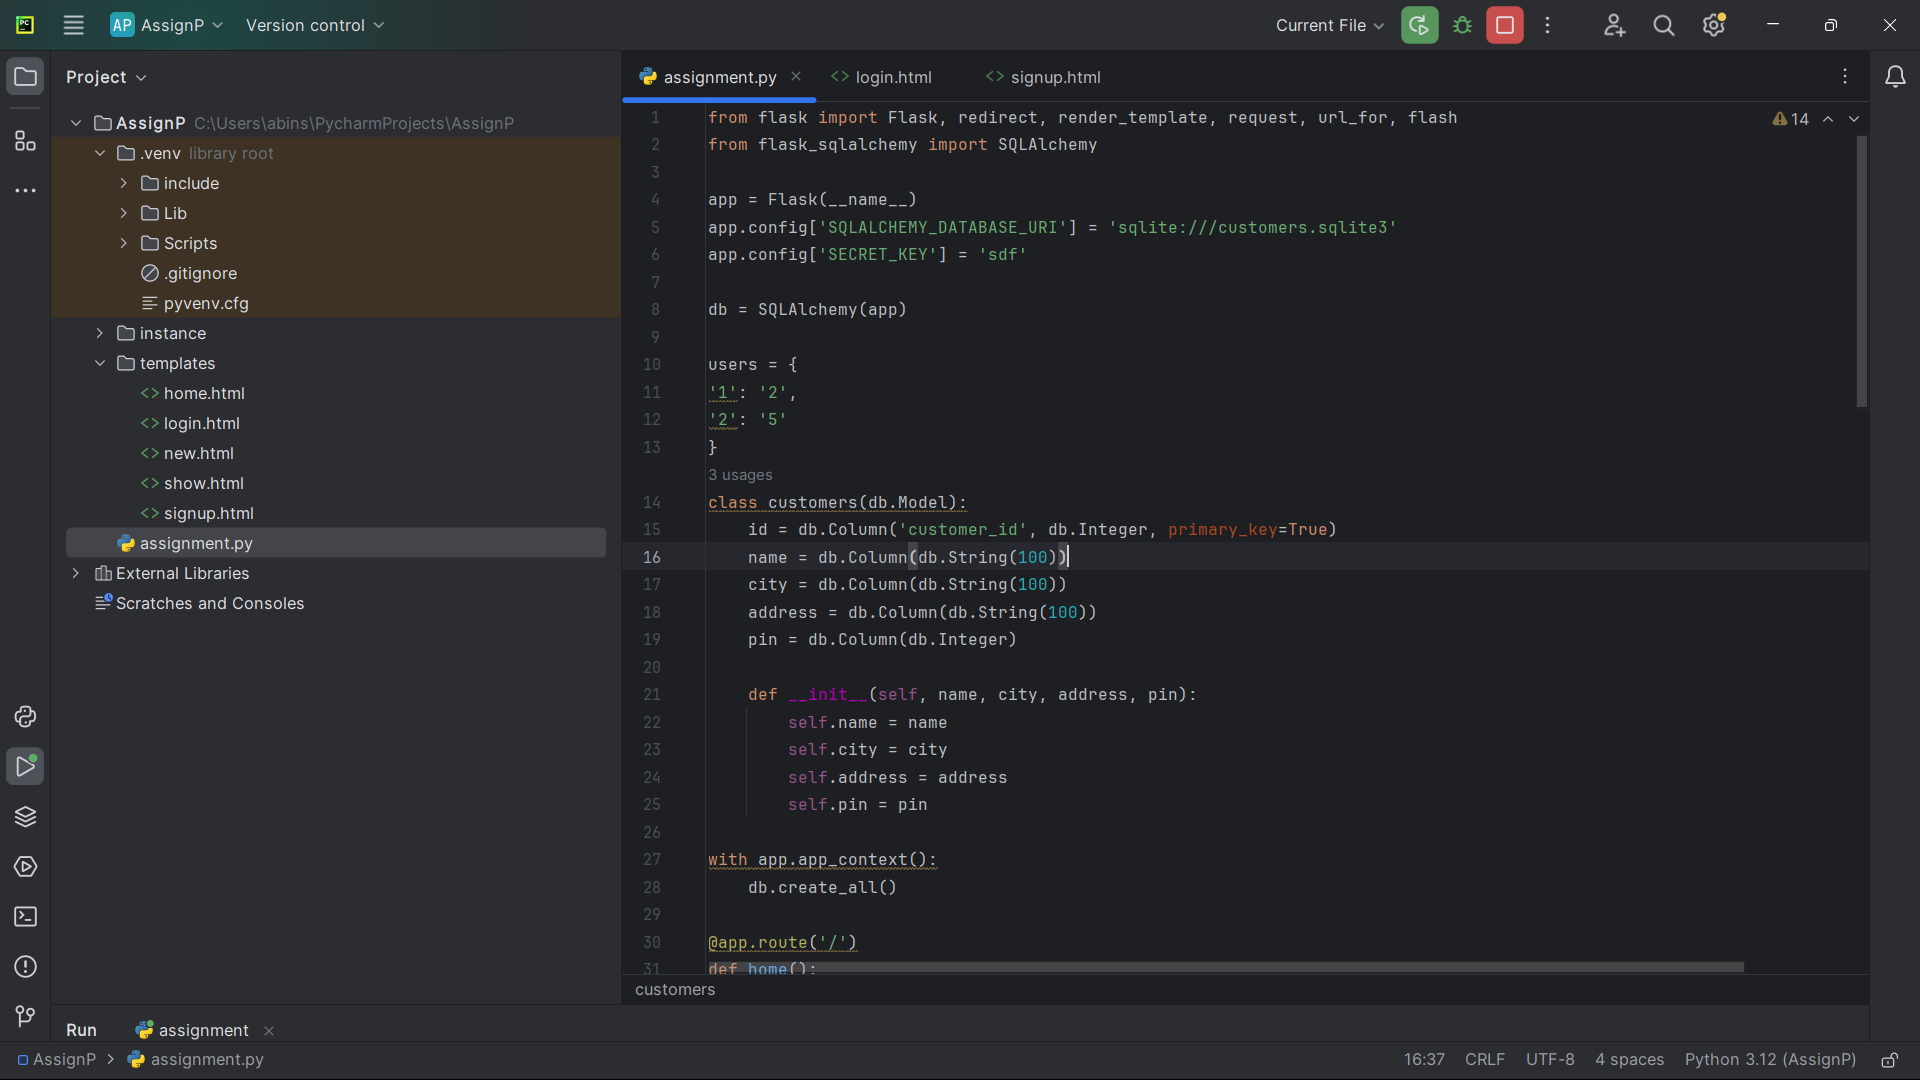 PC
AP AssignP
Version control
Current File
Project
AssignP C:\Users\abins\PycharmProjects\AssignP
.venv library root
include
Lib
Scripts
.gitignore
pyvenv.cfg
instance
templates
home.html
login.html
new.html
show.html
signup.html
assignment.py
External Libraries
Scratches and Consoles
assignment.py
login.html
signup.html
14
1 from flask import Flask, redirect, render_template, request, url_for, flash
2 from flask_sqlalchemy import SQLAlchemy
3
4 app = Flask(__name__)
5 app.config['SQLALCHEMY_DATABASE_URI'] = 'sqlite:///customers.sqlite3'
6 app.config['SECRET_KEY'] = 'sdf'
7
8 db = SQLAlchemy(app)
9
10 users = {
11 '1': '2',
12 '2': '5'
13 }
3 usages
14 class customers(db.Model):
15 id = db.Column('customer_id', db.Integer, primary_key=True)
16 name = db.Column(db.String(100))
17 city = db.Column(db.String(100))
18 address = db.Column(db.String(100))
19 pin = db.Column(db.Integer)
20
21 def __init__(self, name, city, address, pin):
22 self.name = name
23 self.city = city
24 self.address = address
25 self.pin = pin
26
27 with app.app_context():
28 db.create_all()
29
30 @app.route('/')
31 def home():
customers
Run
assignment
AssignP > assignment.py
16:37 CRLF UTF-8 4 spaces Python 3.12 (AssignP)